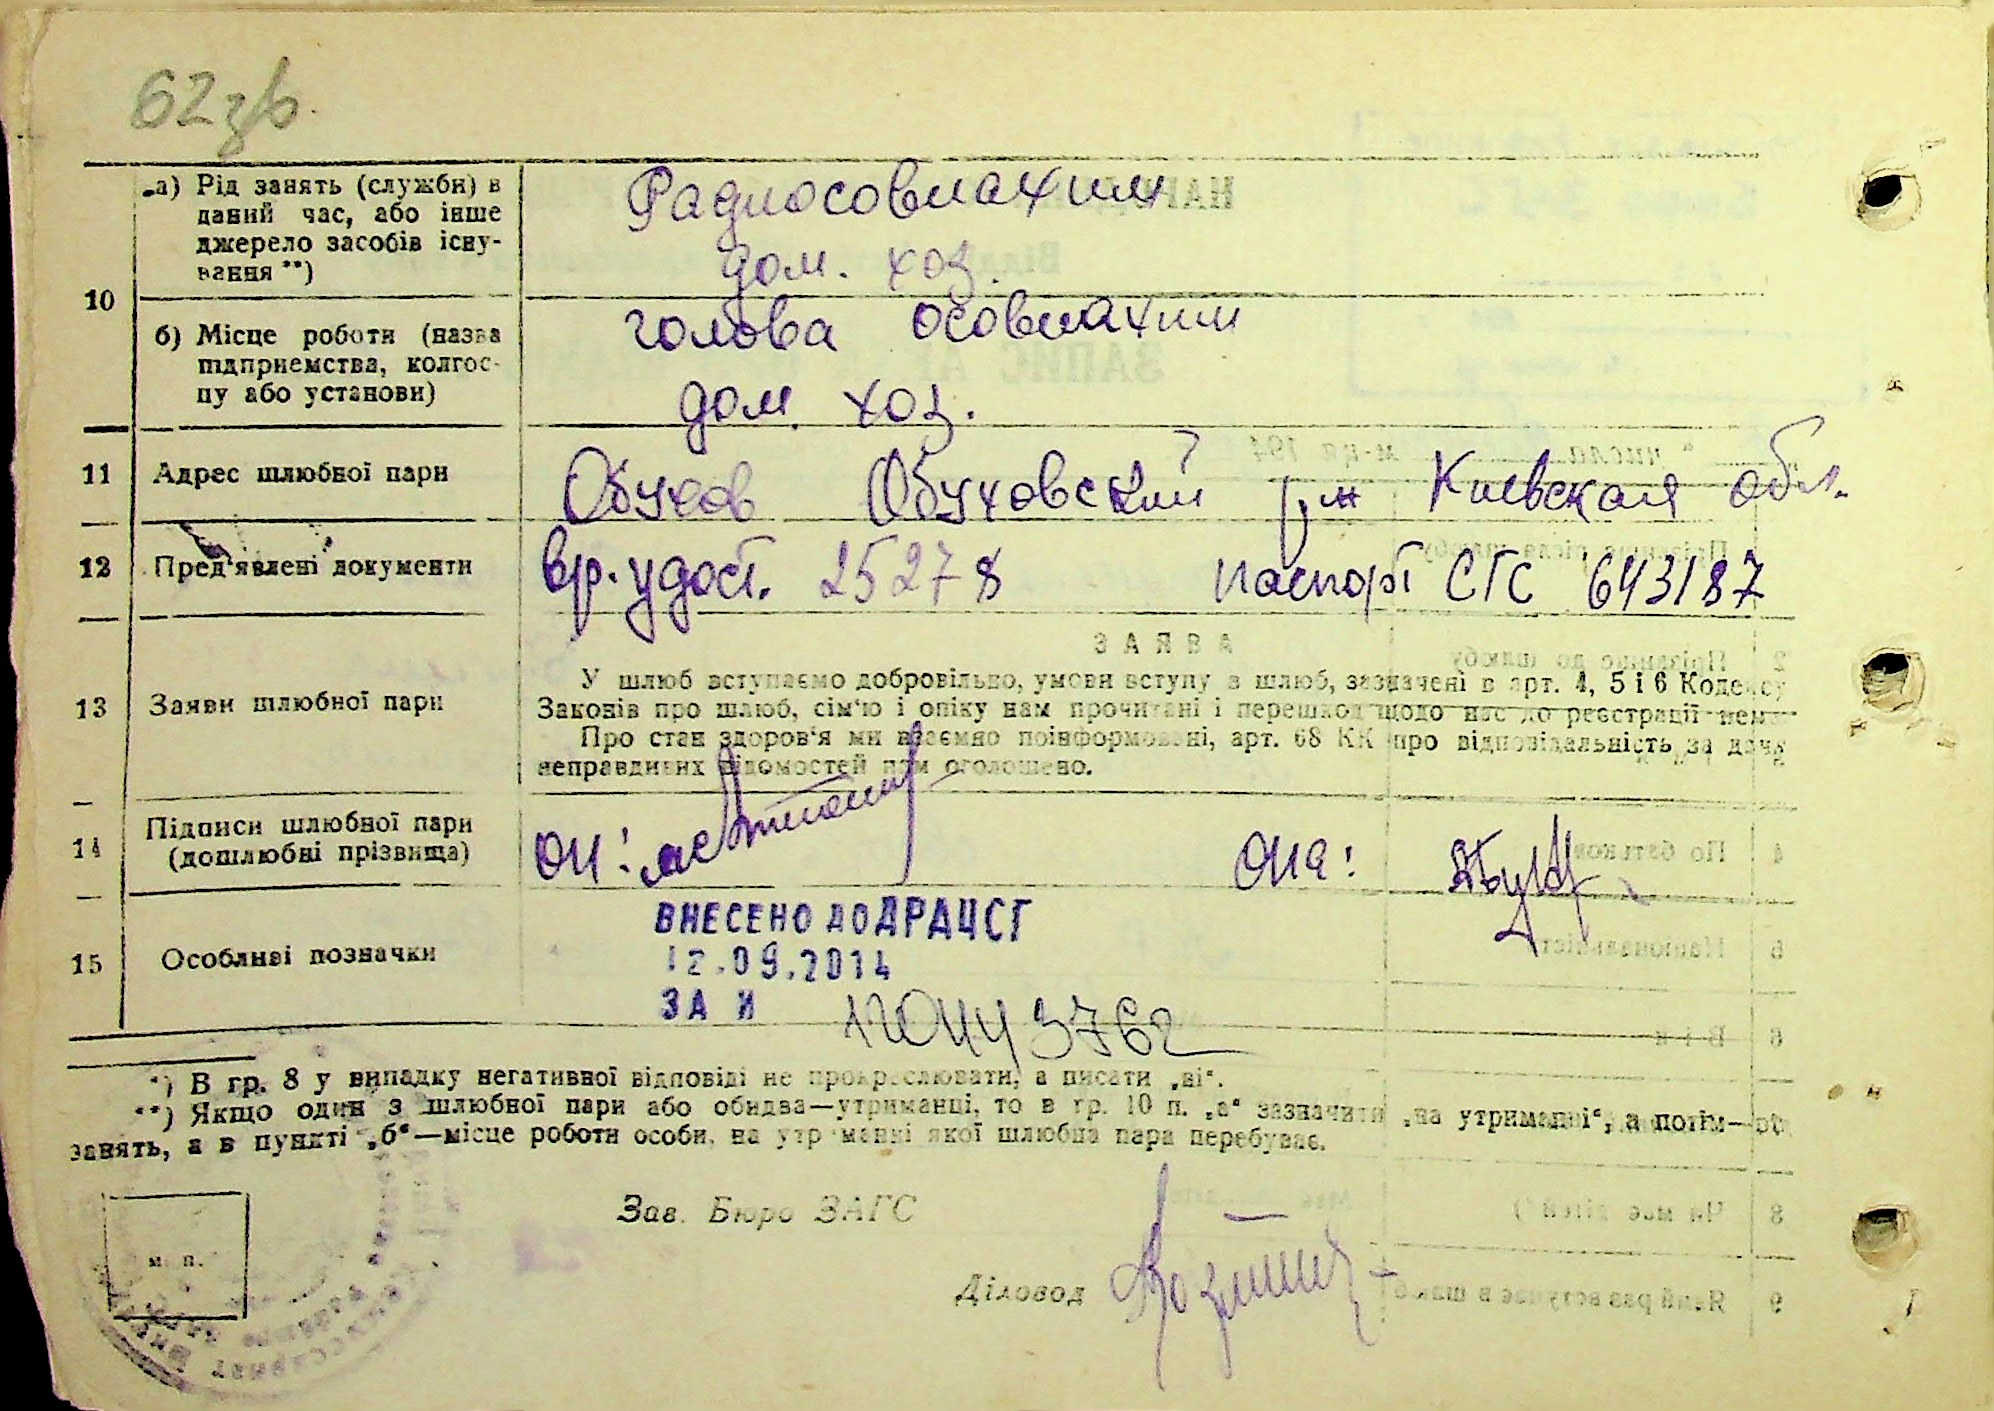 62 зв.
10
а) Рід занять (служби) в
даний час, або інше
джерело засобів існу-
вання **)
Радиосовиахим
дом. хоз.
б) Місце роботи (назва
підприємства, колгос-
пу або установи)
голова осовиахим
дом. хоз.
11 Адрес шлюбної пари Обухов Обуховский р,н Киевская обл.
12 Пред'явлені документи вр. удост. 25278 паспорт СГС 643187
ЗАЯВА
13 Заяви шлюбної пари
У шлюб вступаємо добровільно, умови вступу в шлюб, зазначені в арт. 4, 5 і 6 Кодексу
Законів про шлюб, сім'ю і опіку нам прочитані і перешкод щодо нас до реєстрації нема.
Про стан здоров'я ми взаємно поінформовані, арт. 68 КК про відповідальність за дачу
неправдивих відомостей нам оголошено.
14 Підписи шлюбної пари
(дошлюбні прізвища)
Он: Она:
15 Особливі позначки
ВНЕСЕНО ДО ДРАЦСГ
12.09.2014
ЗА И
*) В гр. 8 у випадку негативної відповіді не прокреслювати, а писати „ні“.
**) Якщо один з шлюбної пари або обидва—утриманці, то в гр. 10 п. „а“ зазначити „на утриманні“, а потім—рід
занять, а в пункті „б“—місце роботи особи, на утриманні якої шлюбна пара перебуває.
Зав. Бюро ЗАГС
м. п.
Діловод